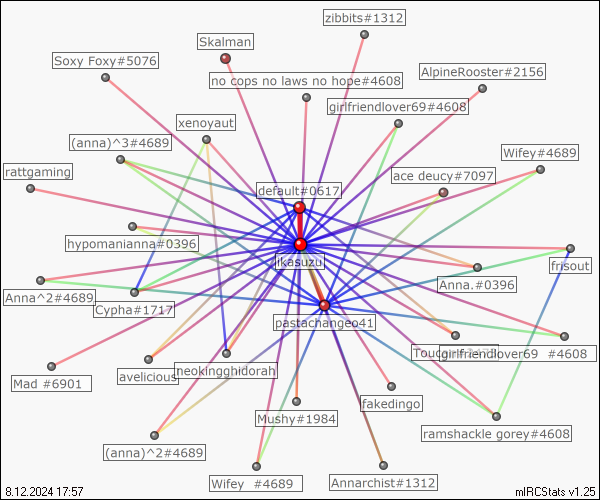 zibbits#1312
Skalman
Soxy Foxy#5076
AlpineRooster#2156
no cops no laws no hope#4608
girlfriendlover69#4608
xenoyaut
(anna)^3#4689
Wifey#4689
rattgaming
ace deucy#7097
default#0617
hypomanianna#0396
ikasuzu
frisout
Anna.#0396
Anna^2#4689
Cypha#1717
pastachangeo41
girlfriendlover69 #4608
neokingghidorah
avelicious
Mad #6901
fakedingo
Mushy#1984
ramshackle gorey#4608
(anna)^2#4689
Wifey #4689
Annarchist#1312
8.12.2024 17:57
mIRCStats v1.25